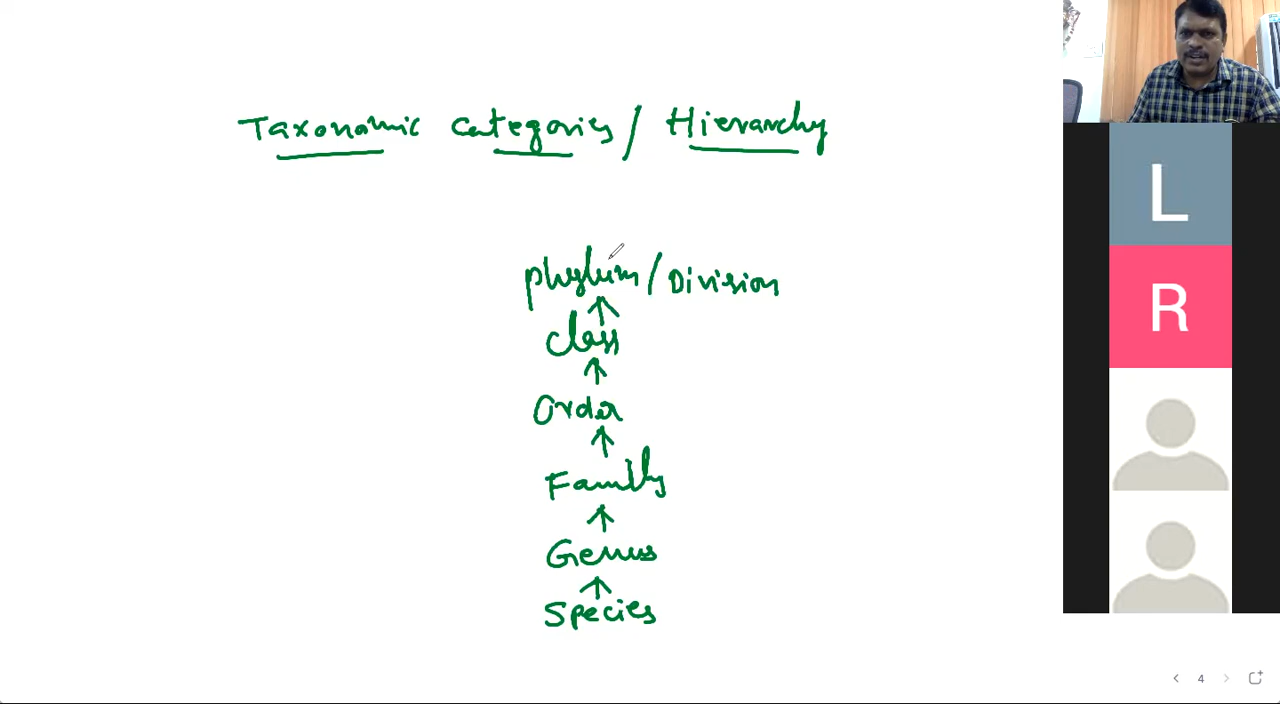 Taxonomic Categories / Hierarchy
phylum / Division
class
Order
Family
Genus
Species
L
R
4